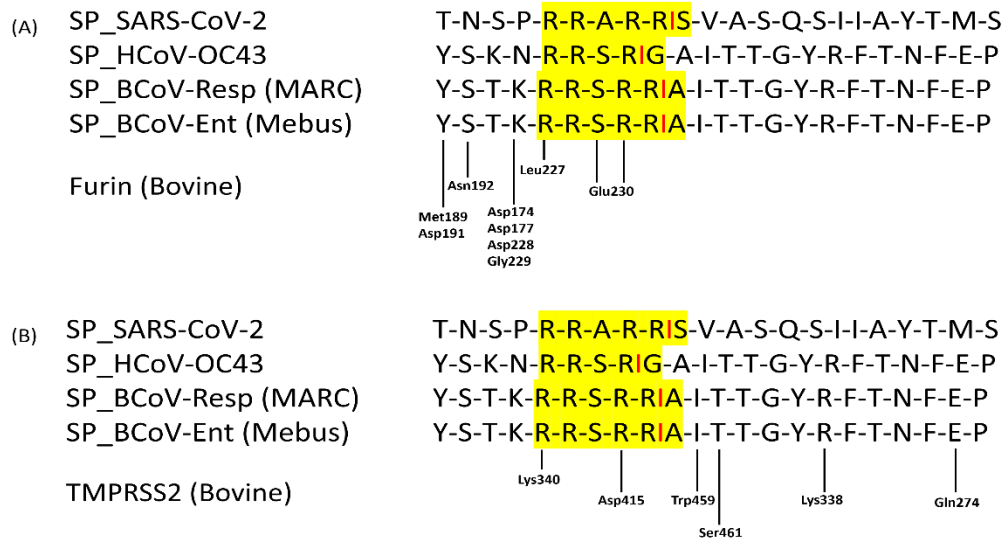 (A) SP_SARS-CoV-2 T-N-S-P-R-R-A-R-R|S-V-A-S-Q-S-I-I-A-Y-T-M-S
SP_HCoV-OC43 Y-S-K-N-R-R-S-R|G-A-I-T-T-G-Y-R-F-T-N-F-E-P
SP_BCoV-Resp (MARC) Y-S-T-K-R-R-S-R-R|A-I-T-T-G-Y-R-F-T-N-F-E-P
SP_BCoV-Ent (Mebus) Y-S-T-K-R-R-S-R-R|A-I-T-T-G-Y-R-F-T-N-F-E-P
Furin (Bovine) Asn192 Leu227 Glu230
Met189 Asp174
Asp191 Asp177
Asp228
Gly229
(B) SP_SARS-CoV-2 T-N-S-P-R-R-A-R-R|S-V-A-S-Q-S-I-I-A-Y-T-M-S
SP_HCoV-OC43 Y-S-K-N-R-R-S-R|G-A-I-T-T-G-Y-R-F-T-N-F-E-P
SP_BCoV-Resp (MARC) Y-S-T-K-R-R-S-R-R|A-I-T-T-G-Y-R-F-T-N-F-E-P
SP_BCoV-Ent (Mebus) Y-S-T-K-R-R-S-R-R|A-I-T-T-G-Y-R-F-T-N-F-E-P
TMPRSS2 (Bovine) Lys340 Asp415 Trp459 Lys338 Gln274
Ser461